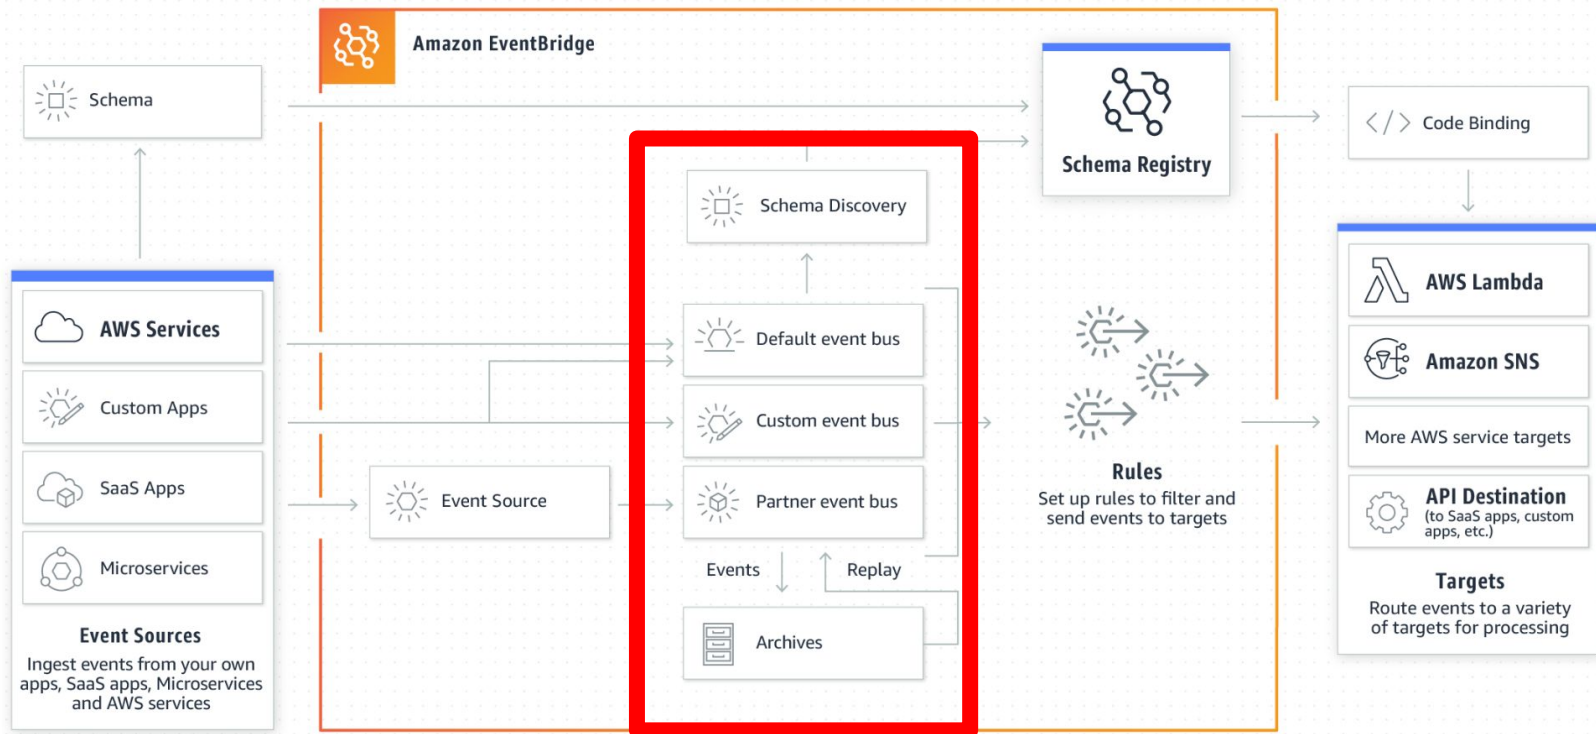 Amazon EventBridge
Schema
Schema Registry
Code Binding
Schema Discovery
AWS Services
Custom Apps
SaaS Apps
Microservices
Event Sources
Ingest events from your own
apps, SaaS apps, Microservices
and AWS services
Event Source
Default event bus
Custom event bus
Partner event bus
Events
Replay
Archives
Rules
Set up rules to filter and
send events to targets
AWS Lambda
Amazon SNS
More AWS service targets
API Destination
(to SaaS apps, custom
apps, etc.)
Targets
Route events to a variety
of targets for processing